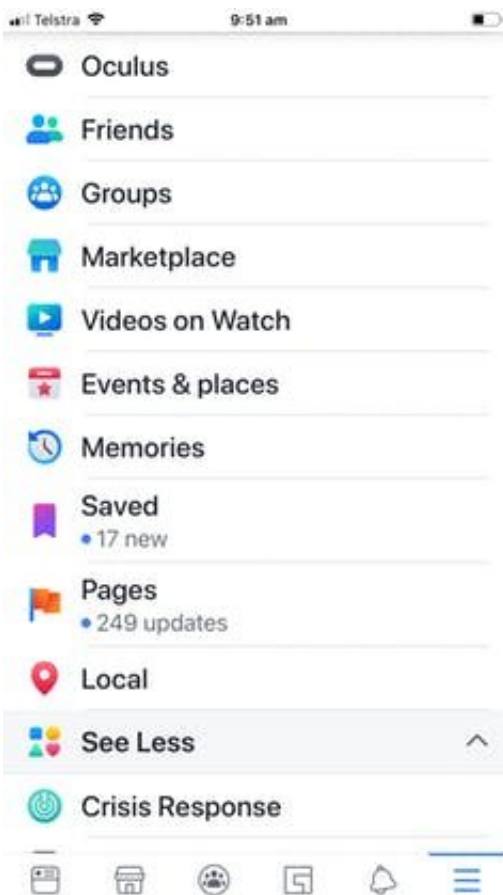 Telstra 9:51 am
Oculus
Friends
Groups
Marketplace
Videos on Watch
Events & places
Memories
Saved
• 17 new
Pages
• 249 updates
Local
See Less
Crisis Response